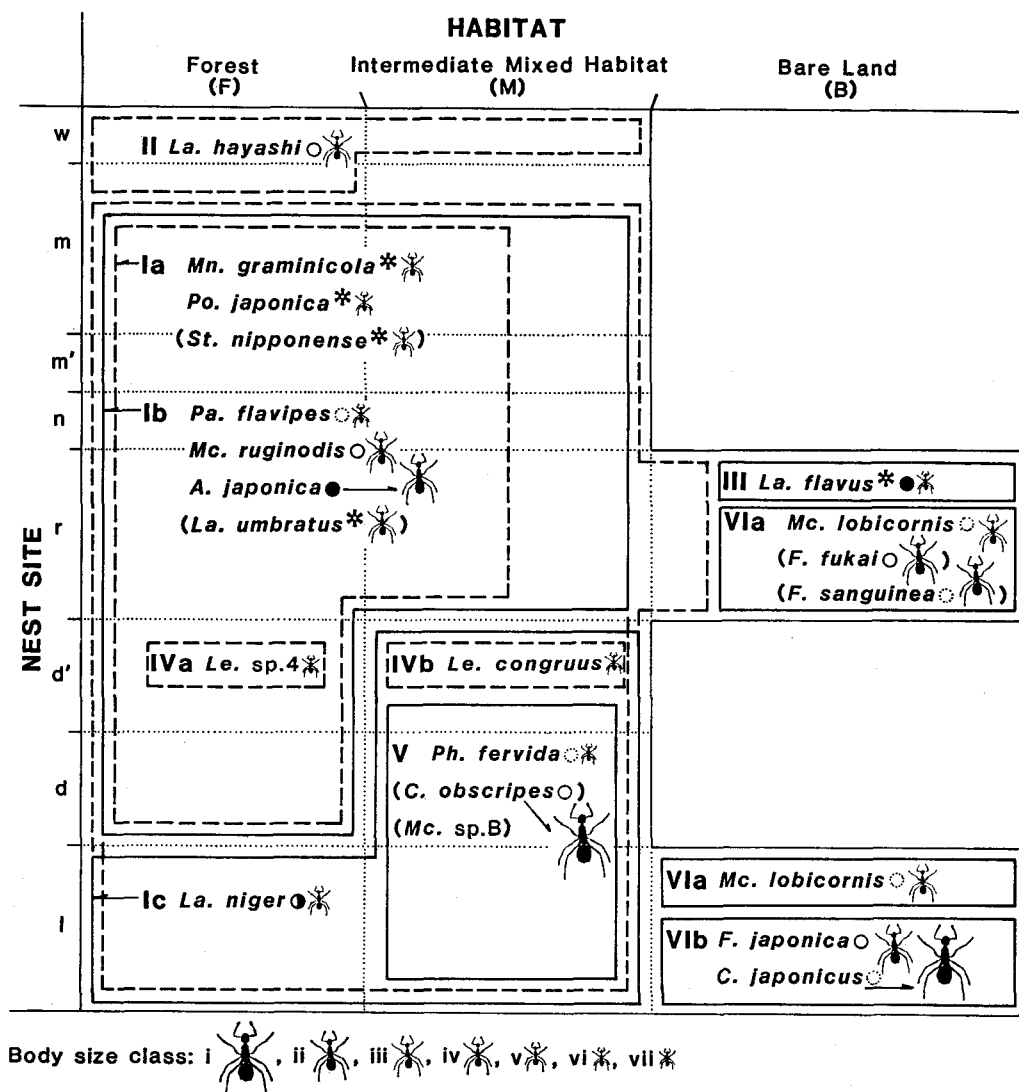 HABITAT
Forest (F)
Intermediate Mixed Habitat (M)
Bare Land (B)
NEST SITE
w
II La. hayashi
m
Ia Mn. graminicola*
Po. japonica*
(St. nipponense*)
m'
n
Ib Pa. flavipes
Mc. ruginodis
A. japonica
(La. umbratus*)
r
III La. flavus*
VIa Mc. lobicornis
(F. fukai)
(F. sanguinea)
d'
IVa Le. sp.4
IVb Le. congruus
d
V Ph. fervida
(C. obscripes)
(Mc. sp.B)
l
Ic La. niger
VIa Mc. lobicornis
VIb F. japonica
C. japonicus
Body size class: i , ii , iii , iv , v , vi , vii